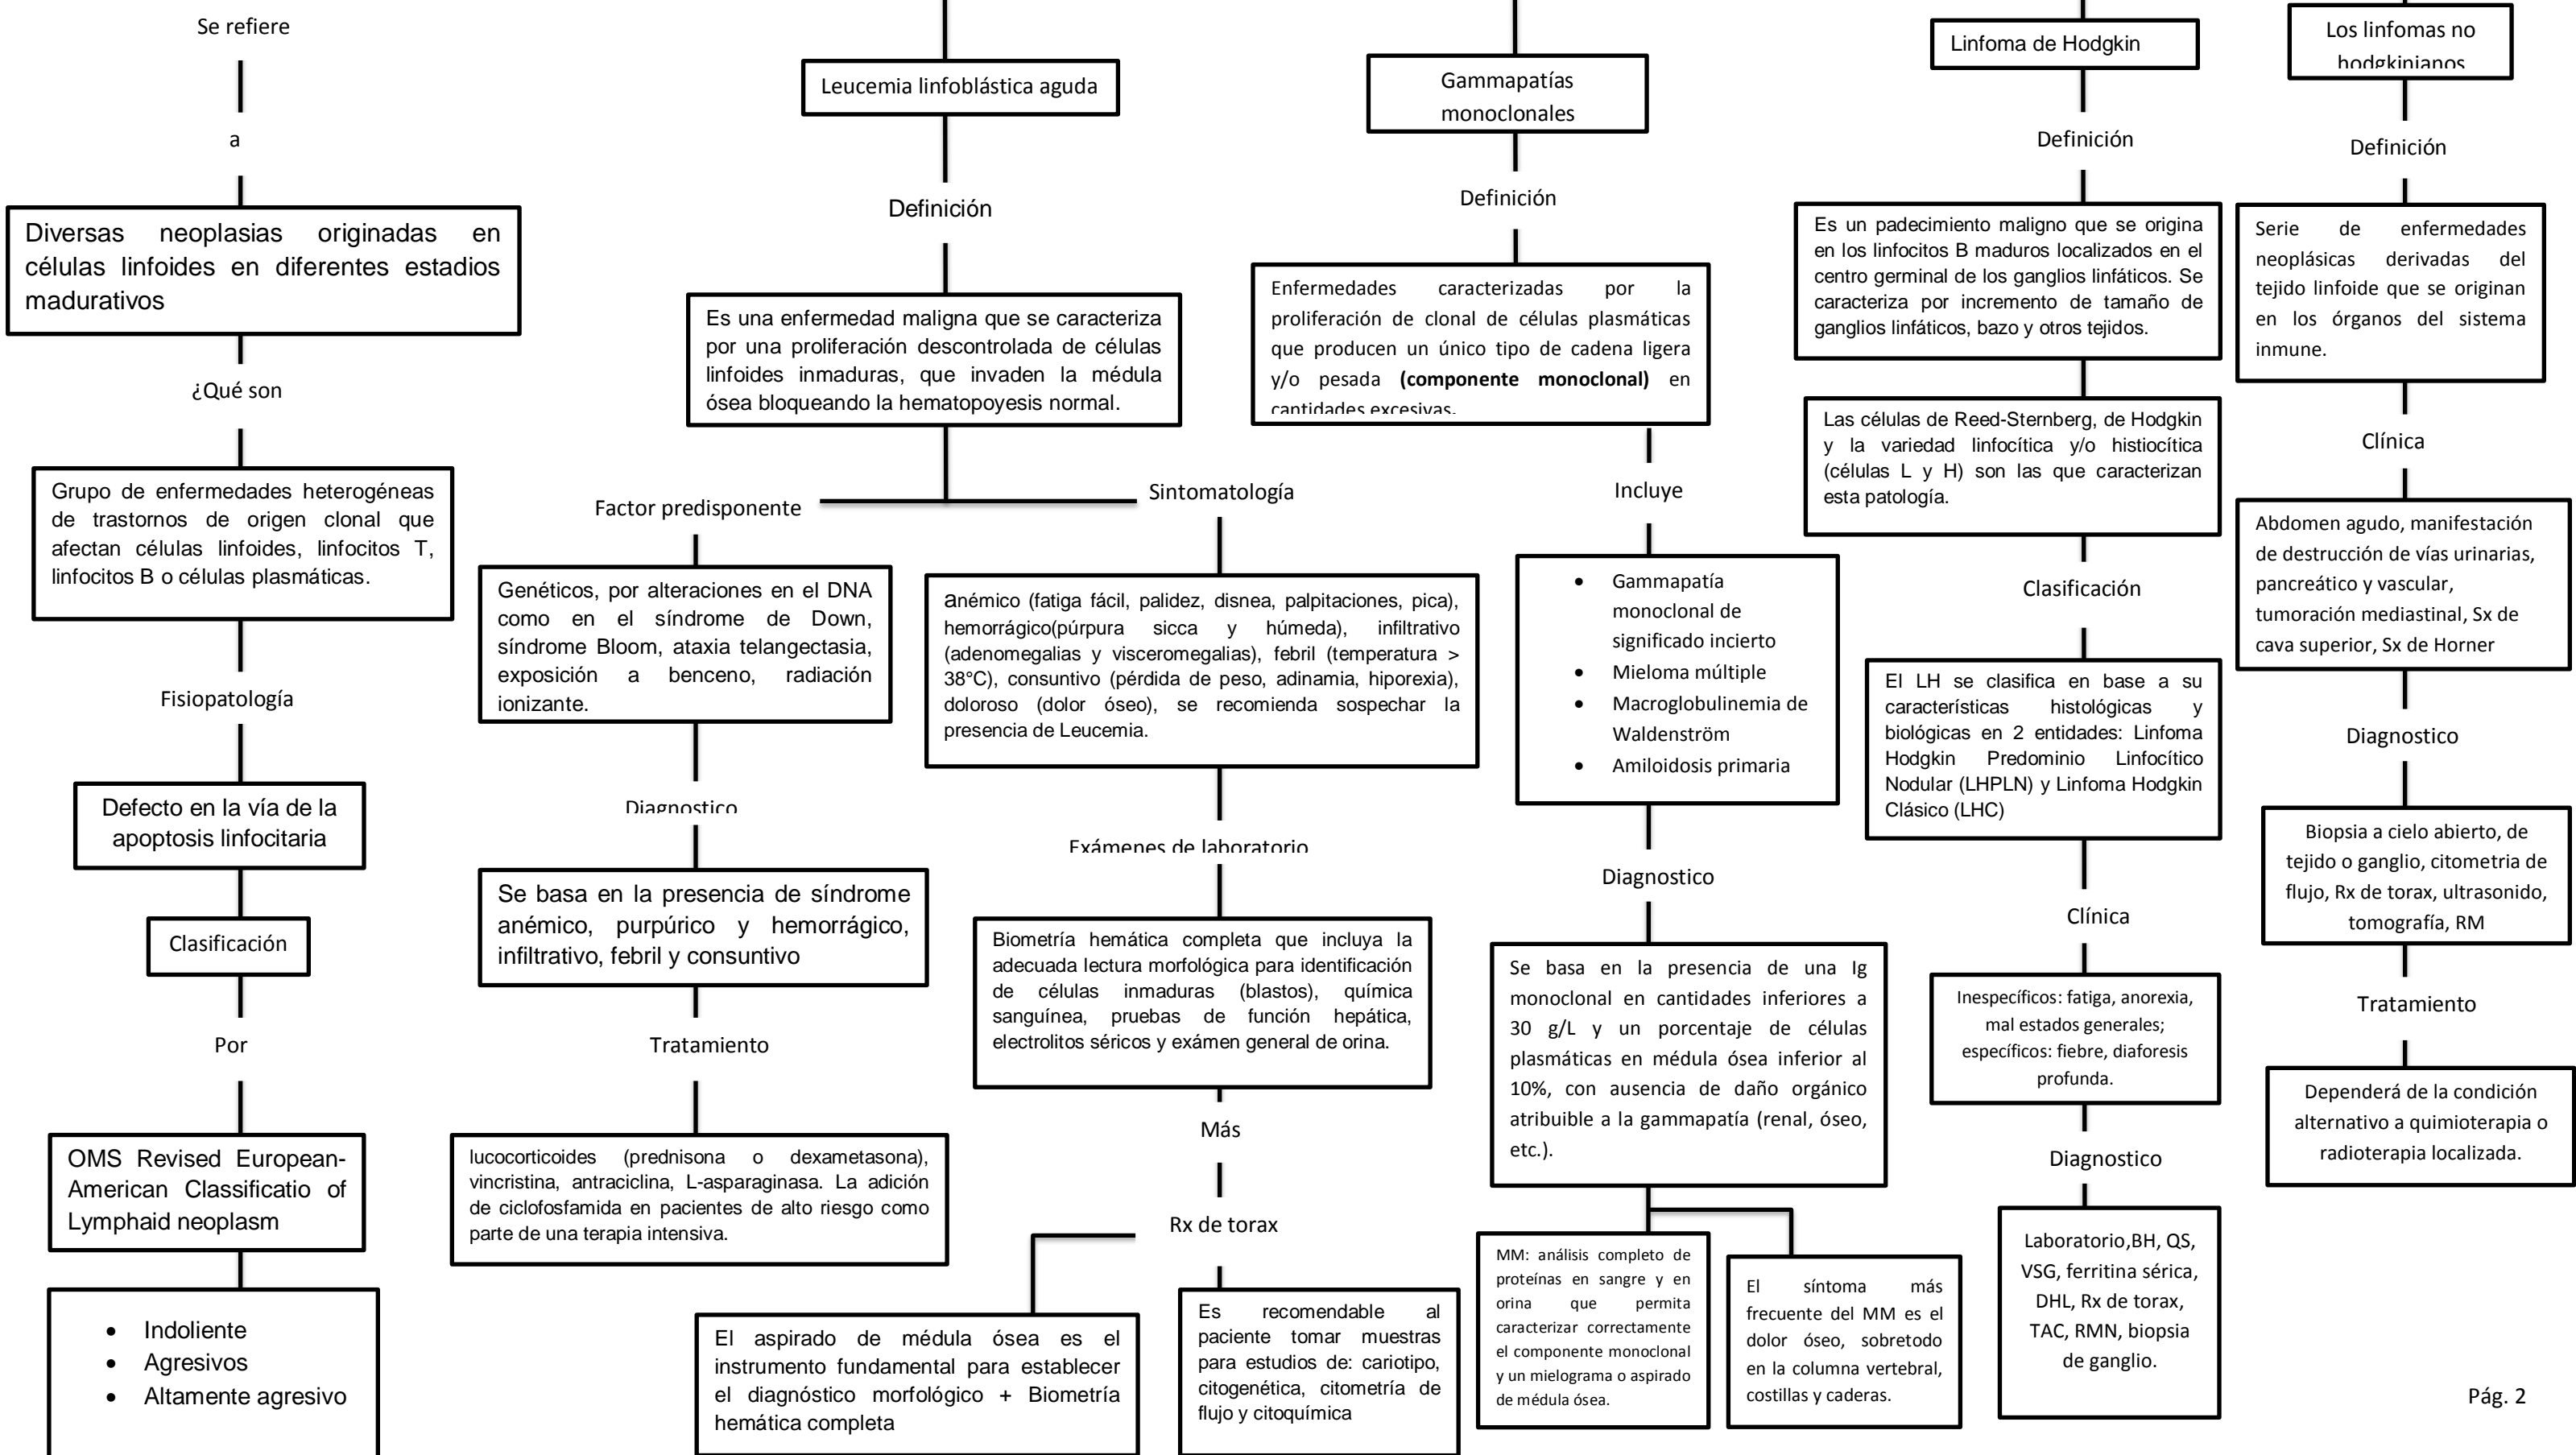 Se refiere
a
Diversas neoplasias originadas en
células linfoides en diferentes estadios
madurativos
¿Qué son
Grupo de enfermedades heterogéneas
de trastornos de origen clonal que
afectan células linfoides, linfocitos T,
linfocitos B o células plasmáticas.
Fisiopatología
Defecto en la vía de la
apoptosis linfocitaria
Clasificación
Por
OMS Revised European-
American Classificatio of
Lymphaid neoplasm
• Indoliente
• Agresivos
• Altamente agresivo
Leucemia linfoblástica aguda
Definición
Es una enfermedad maligna que se caracteriza
por una proliferación descontrolada de células
linfoides inmaduras, que invaden la médula
ósea bloqueando la hematopoyesis normal.
Factor predisponente
Genéticos, por alteraciones en el DNA
como en el síndrome de Down,
síndrome Bloom, ataxia telangectasia,
exposición a benceno, radiación
ionizante.
Diagnostico
Se basa en la presencia de síndrome
anémico, purpúrico y hemorrágico,
infiltrativo, febril y consuntivo
Tratamiento
lucocorticoides (prednisona o dexametasona),
vincristina, antraciclina, L-asparaginasa. La adición
de ciclofosfamida en pacientes de alto riesgo como
parte de una terapia intensiva.
Sintomatología
anémico (fatiga fácil, palidez, disnea, palpitaciones, pica),
hemorrágico(púrpura sicca y húmeda), infiltrativo
(adenomegalias y visceromegalias), febril (temperatura >
38°C), consuntivo (pérdida de peso, adinamia, hiporexia),
doloroso (dolor óseo), se recomienda sospechar la
presencia de Leucemia.
Exámenes de laboratorio
Biometría hemática completa que incluya la
adecuada lectura morfológica para identificación
de células inmaduras (blastos), química
sanguínea, pruebas de función hepática,
electrolitos séricos y exámen general de orina.
Más
Rx de torax
El aspirado de médula ósea es el
instrumento fundamental para establecer
el diagnóstico morfológico + Biometría
hemática completa
Es recomendable al
paciente tomar muestras
para estudios de: cariotipo,
citogenética, citometría de
flujo y citoquímica
Gammapatías
monoclonales
Definición
Enfermedades caracterizadas por la
proliferación de clonal de células plasmáticas
que producen un único tipo de cadena ligera
y/o pesada (componente monoclonal) en
cantidades excesivas.
Incluye
• Gammapatía
monoclonal de
significado incierto
• Mieloma múltiple
• Macroglobulinemia de
Waldenström
• Amiloidosis primaria
Diagnostico
Se basa en la presencia de una Ig
monoclonal en cantidades inferiores a
30 g/L y un porcentaje de células
plasmáticas en médula ósea inferior al
10%, con ausencia de daño orgánico
atribuible a la gammapatía (renal, óseo,
etc.).
MM: análisis completo de
proteínas en sangre y en
orina que permita
caracterizar correctamente
el componente monoclonal
y un mielograma o aspirado
de médula ósea.
El síntoma más
frecuente del MM es el
dolor óseo, sobretodo
en la columna vertebral,
costillas y caderas.
Linfoma de Hodgkin
Definición
Es un padecimiento maligno que se origina
en los linfocitos B maduros localizados en el
centro germinal de los ganglios linfáticos. Se
caracteriza por incremento de tamaño de
ganglios linfáticos, bazo y otros tejidos.
Las células de Reed-Sternberg, de Hodgkin
y la variedad linfocítica y/o histiocítica
(células L y H) son las que caracterizan
esta patología.
Clasificación
El LH se clasifica en base a su
características histológicas y
biológicas en 2 entidades: Linfoma
Hodgkin Predominio Linfocítico
Nodular (LHPLN) y Linfoma Hodgkin
Clásico (LHC)
Clínica
Inespecíficos: fatiga, anorexia,
mal estados generales;
específicos: fiebre, diaforesis
profunda.
Diagnostico
Laboratorio,BH, QS,
VSG, ferritina sérica,
DHL, Rx de torax,
TAC, RMN, biopsia
de ganglio.
Los linfomas no
hodgkinianos
Definición
Serie de enfermedades
neoplásicas derivadas del
tejido linfoide que se originan
en los órganos del sistema
inmune.
Clínica
Abdomen agudo, manifestación
de destrucción de vías urinarias,
pancreático y vascular,
tumoración mediastinal, Sx de
cava superior, Sx de Horner
Diagnostico
Biopsia a cielo abierto, de
tejido o ganglio, citometria de
flujo, Rx de torax, ultrasonido,
tomografía, RM
Tratamiento
Dependerá de la condición
alternativo a quimioterapia o
radioterapia localizada.
Pág. 2